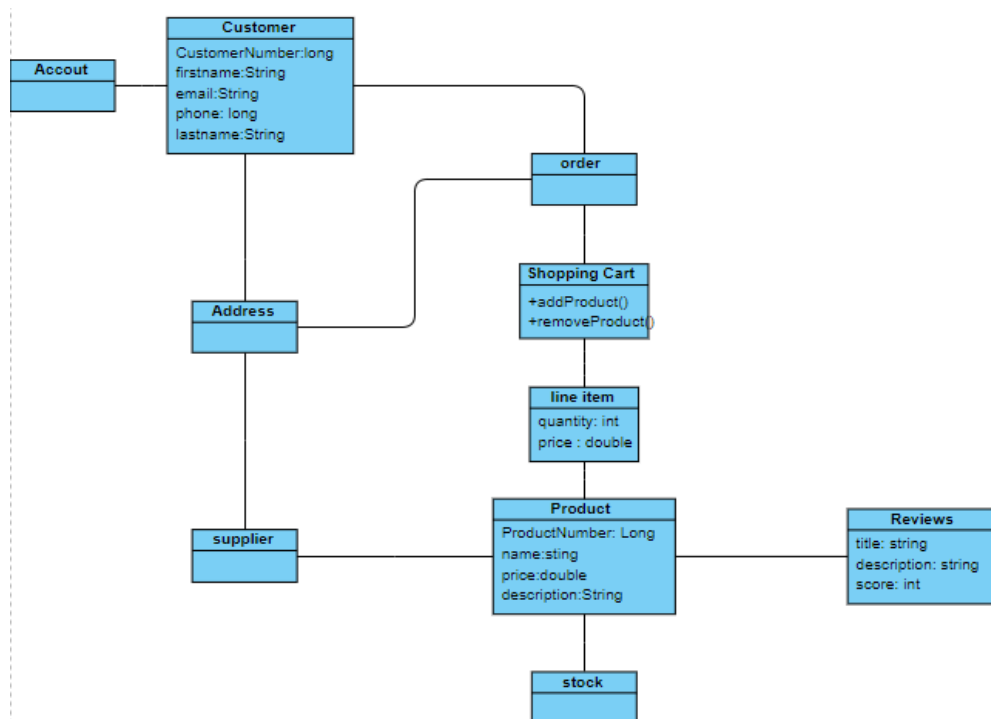 Customer
CustomerNumber:long
firstname:String
email:String
phone: long
lastname:String
Accout
order
Shopping Cart
+addProduct()
+removeProduct()
Address
line item
quantity: int
price : double
Product
ProductNumber: Long
name:sting
price:double
description:String
Reviews
title: string
description: string
score: int
supplier
stock